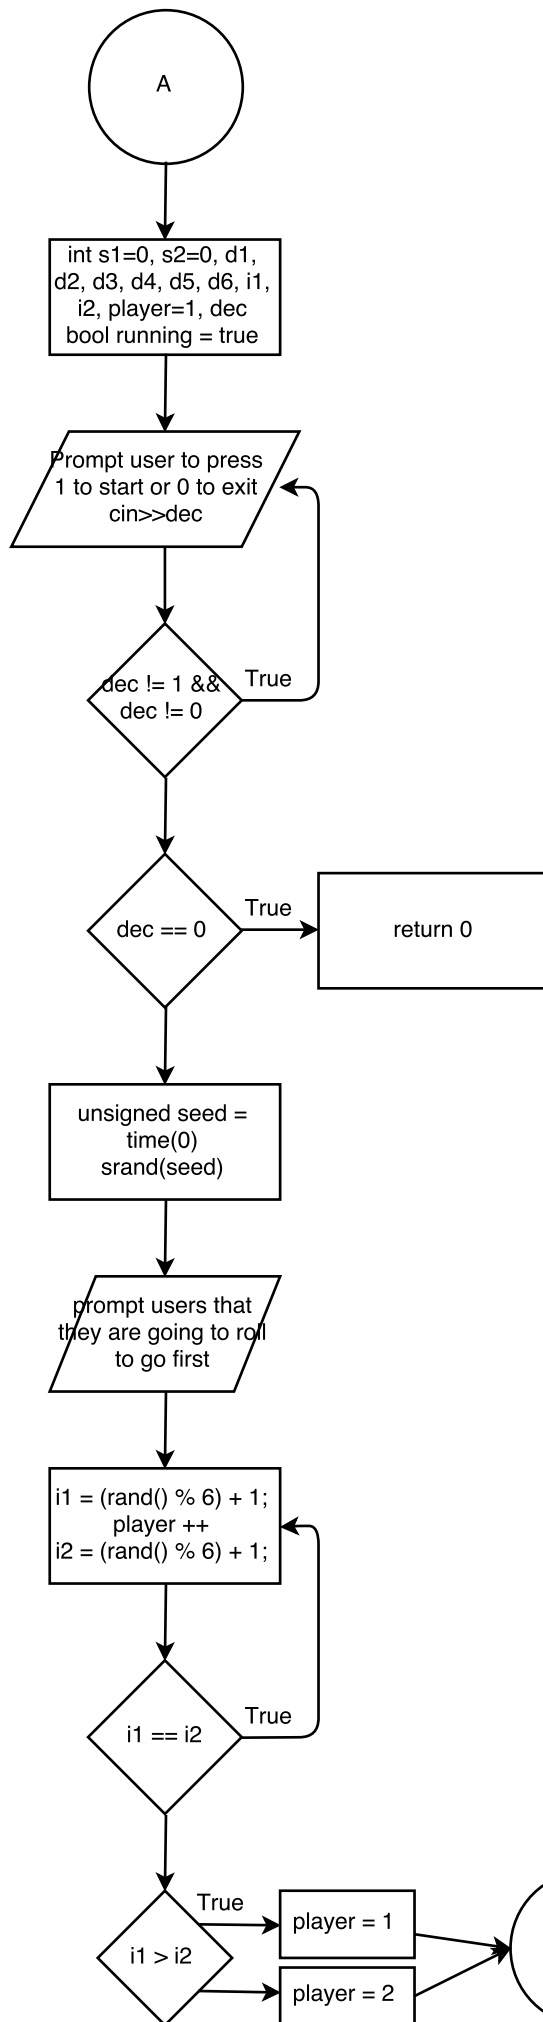 A
int s1=0, s2=0, d1,
d2, d3, d4, d5, d6, i1,
i2, player=1, dec
bool running = true
Prompt user to press
1 to start or 0 to exit
cin>>dec
dec != 1 &&
dec != 0
True
dec == 0
True
return 0
unsigned seed =
time(0)
srand(seed)
prompt users that
they are going to roll
to go first
i1 = (rand() % 6) + 1;
player ++
i2 = (rand() % 6) + 1;
i1 == i2
True
i1 > i2
True
player = 1
player = 2